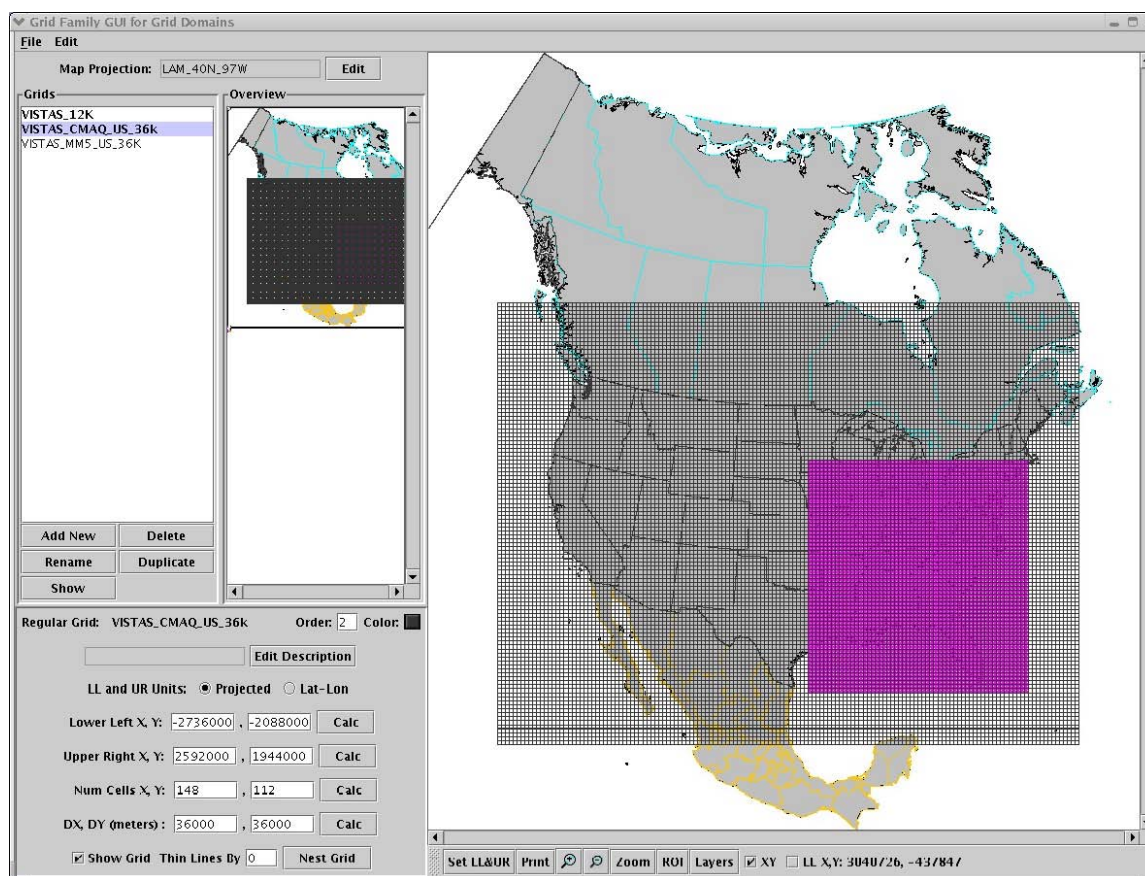 Grid Family GUI for Grid Domains
File Edit
Map Projection: LAM_40N_97W Edit
Grids
VISTAS_12K
VISTAS_CMAQ_US_36k
VISTAS_MM5_US_36K
Add New Delete
Rename Duplicate
Show
Overview
Regular Grid: VISTAS_CMAQ_US_36k Order: 2 Color:
Edit Description
LL and UR Units: Projected Lat-Lon
Lower Left X, Y: -2736000 , -2088000 Calc
Upper Right X, Y: 2592000 , 1944000 Calc
Num Cells X, Y: 148 , 112 Calc
DX, DY (meters) : 36000 , 36000 Calc
Show Grid Thin Lines By 0 Nest Grid
Set LL&UR Print Zoom ROI Layers XY LL X,Y: 3040726, -437847